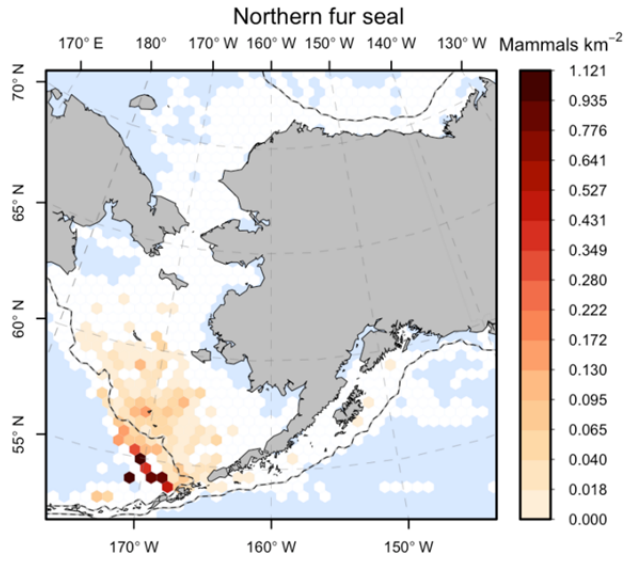 Northern fur seal
170° E 180° 170° W 160° W 150° W 140° W 130° W
Mammals km⁻²
70° N
65° N
60° N
55° N
170° W 160° W 150° W
1.121
0.935
0.776
0.641
0.527
0.431
0.349
0.280
0.222
0.172
0.130
0.095
0.065
0.040
0.018
0.000